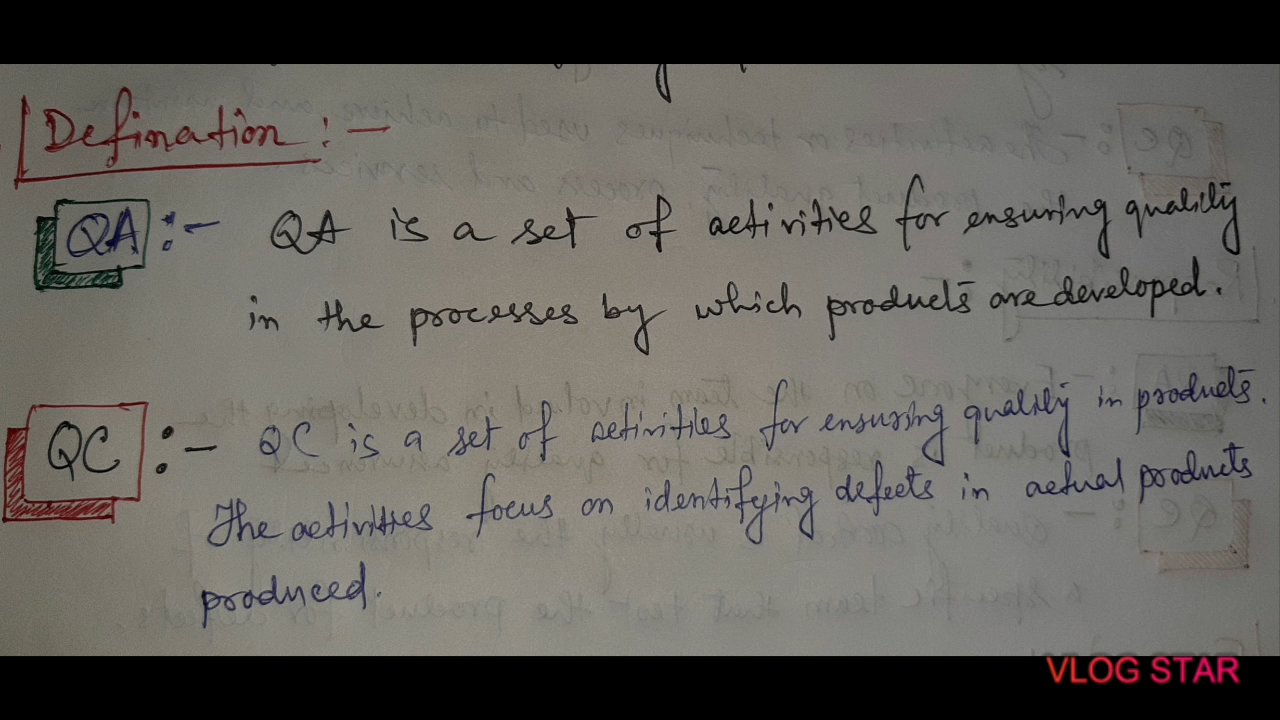 Defination :-
QA :- QA is a set of activities for ensuring quality
in the processes by which products are developed.
QC :- QC is a set of activities for ensuring quality in products.
The activities focus on identifying defects in actual products
produced.
VLOG STAR